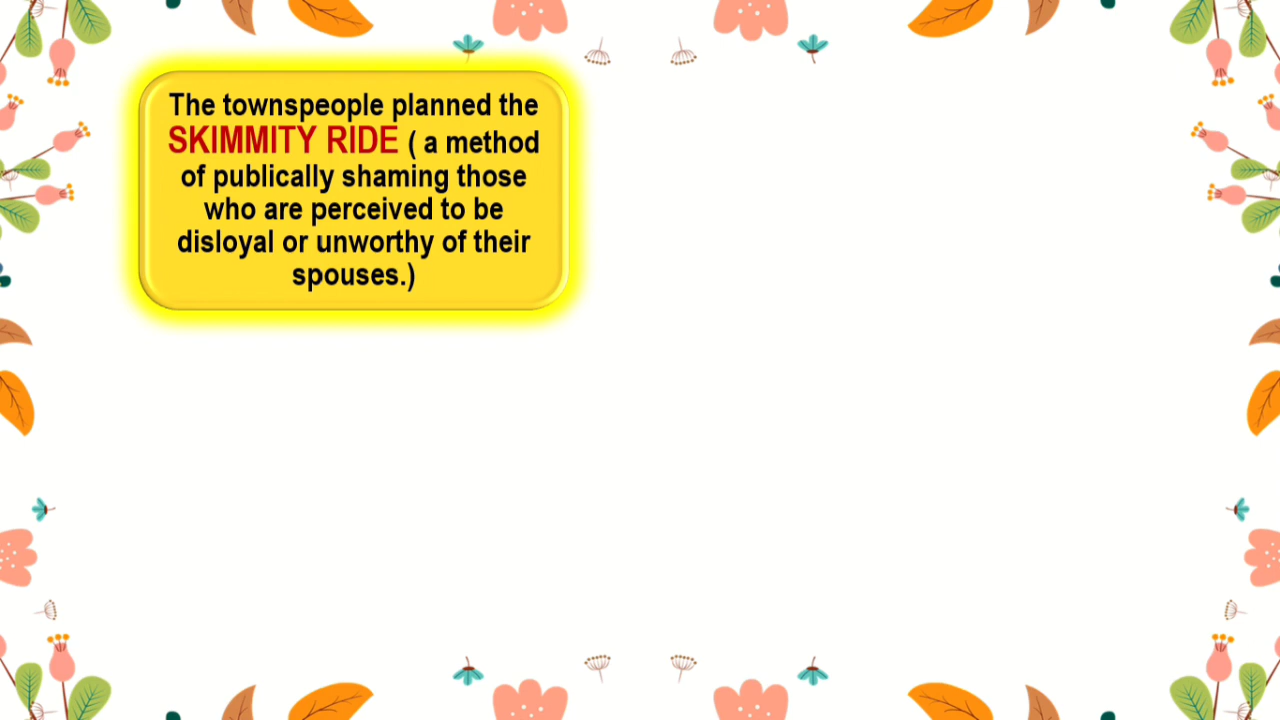 The townspeople planned the
SKIMMITY RIDE ( a method
of publically shaming those
who are perceived to be
disloyal or unworthy of their
spouses.)